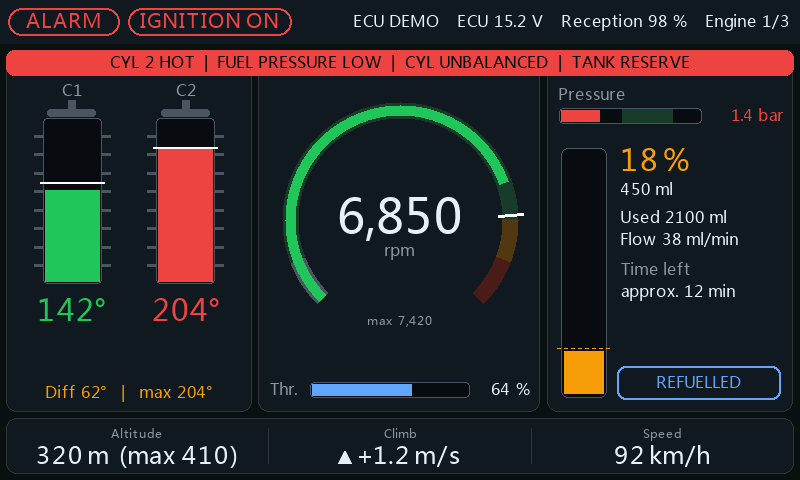 ALARM IGNITION ON ECU DEMO ECU 15.2 V Reception 98 % Engine 1/3
CYL 2 HOT | FUEL PRESSURE LOW | CYL UNBALANCED | TANK RESERVE
C1 C2
142° 204°
Diff 62° | max 204°
6,850
rpm
max 7,420
Thr. 64 %
Pressure
1.4 bar
18%
450 ml
Used 2100 ml
Flow 38 ml/min
Time left
approx. 12 min
REFUELLED
Altitude Climb Speed
320 m (max 410) ▲+1.2 m/s 92 km/h